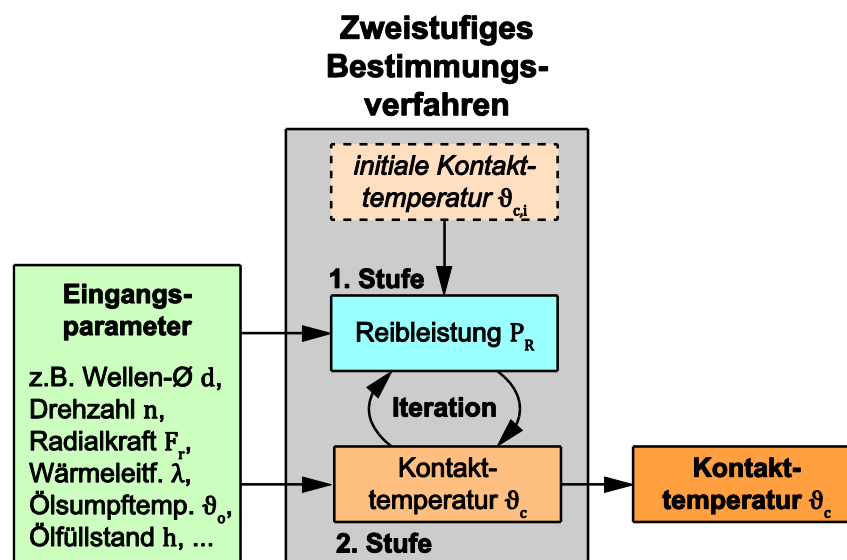 Zweistufiges
Bestimmungs-
verfahren
initiale Kontakt-
temperatur ϑc,i
1. Stufe
Eingangs-
parameter
z.B. Wellen-Ø d,
Drehzahl n,
Radialkraft Fr,
Wärmeleitf. λ,
Ölsumpftemp. ϑo,
Ölfüllstand h, ...
Reibleistung PR
Iteration
Kontakt-
temperatur ϑc
2. Stufe
Kontakt-
temperatur ϑc